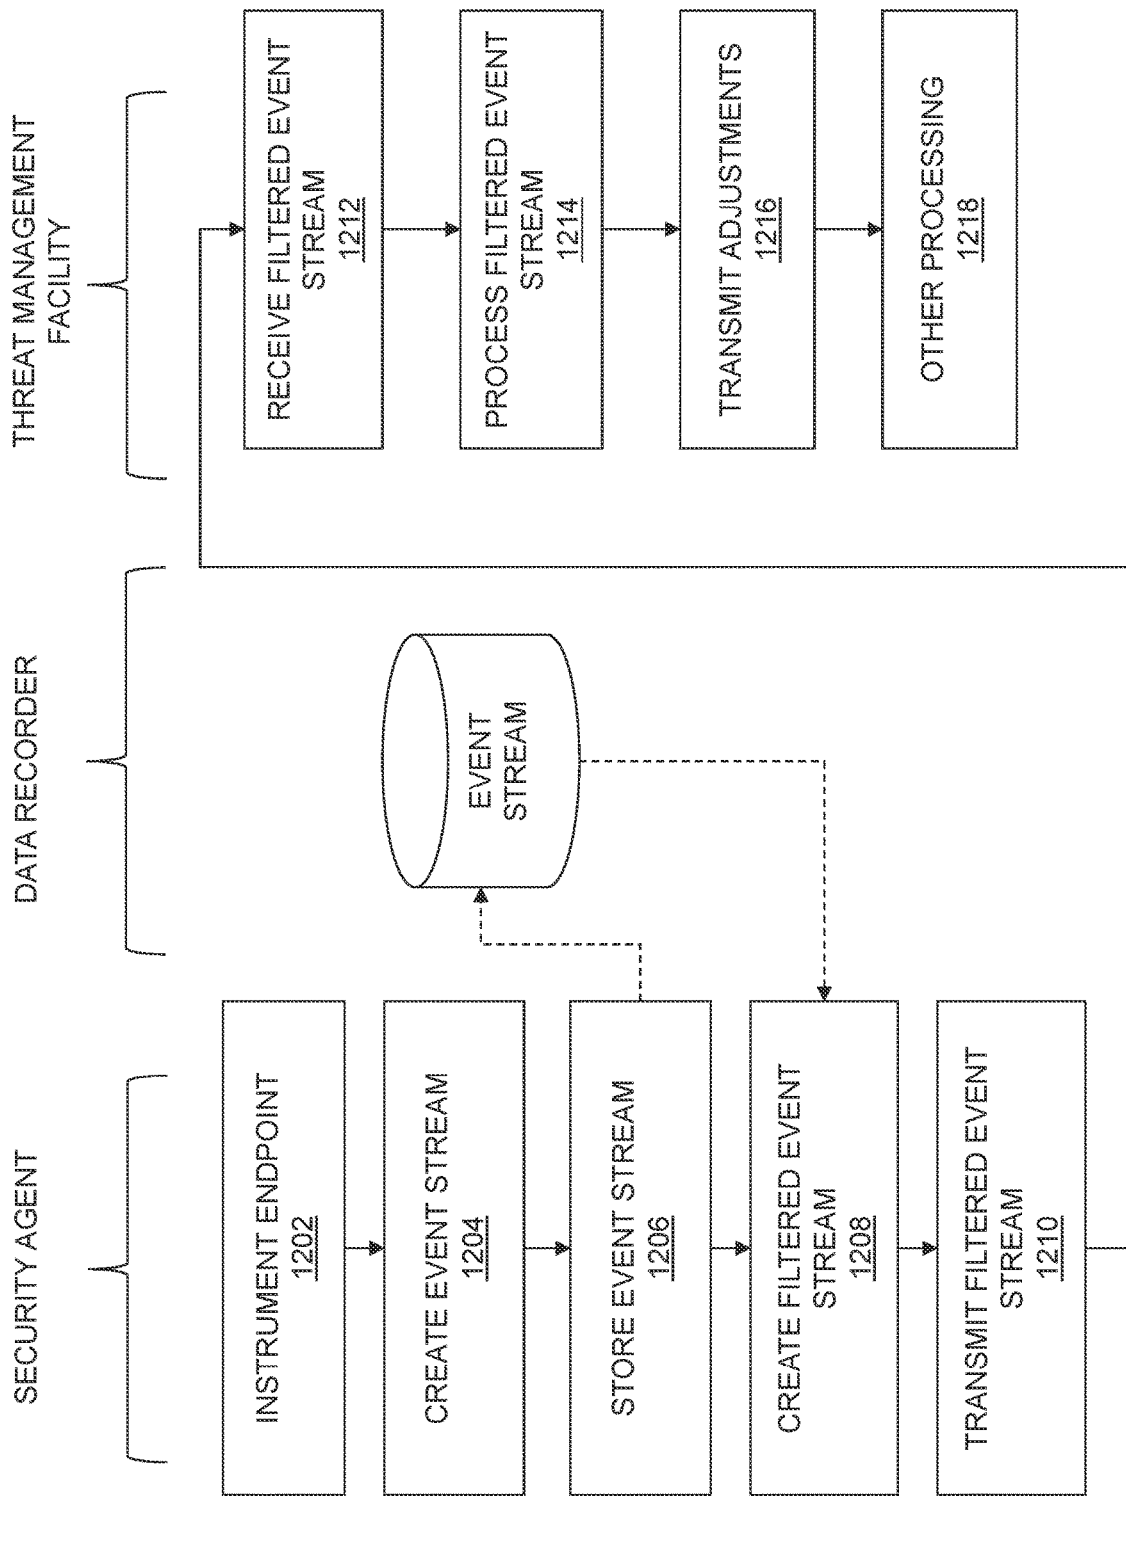 SECURITY AGENT
INSTRUMENT ENDPOINT
1202
CREATE EVENT STREAM
1204
STORE EVENT STREAM
1206
CREATE FILTERED EVENT
STREAM
1208
TRANSMIT FILTERED EVENT
STREAM
1210
DATA RECORDER
EVENT
STREAM
THREAT MANAGEMENT
FACILITY
RECEIVE FILTERED EVENT
STREAM
1212
PROCESS FILTERED EVENT
STREAM
1214
TRANSMIT ADJUSTMENTS
1216
OTHER PROCESSING
1218